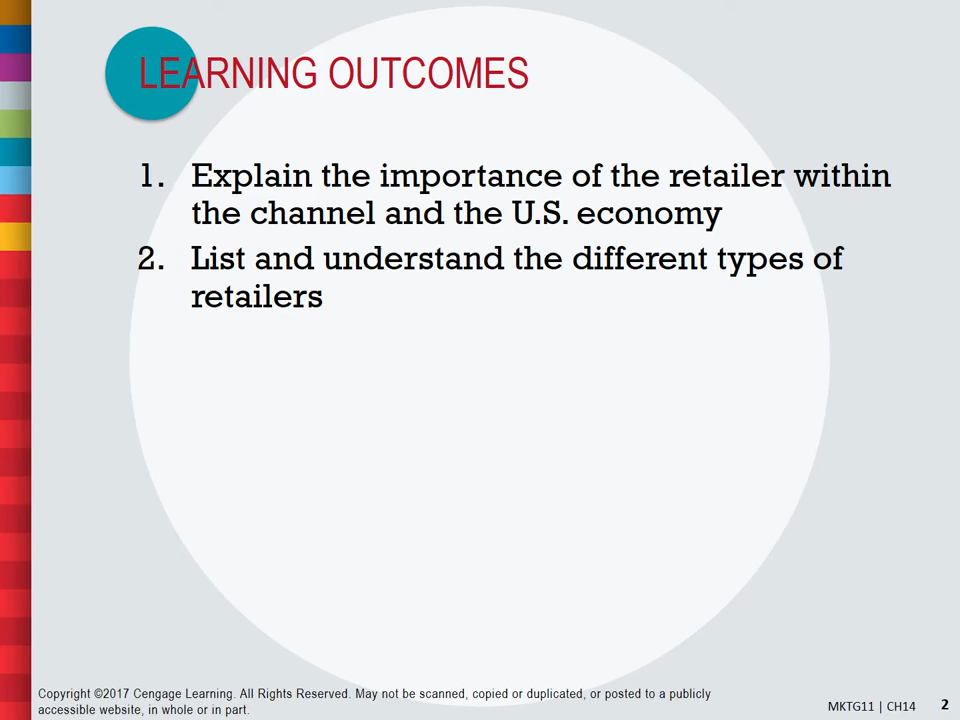 LEARNING OUTCOMES
1. Explain the importance of the retailer within
the channel and the U.S. economy
2. List and understand the different types of
retailers
Copyright ©2017 Cengage Learning. All Rights Reserved. May not be scanned, copied or duplicated, or posted to a publicly
accessible website, in whole or in part.
MKTG11 | CH14 2